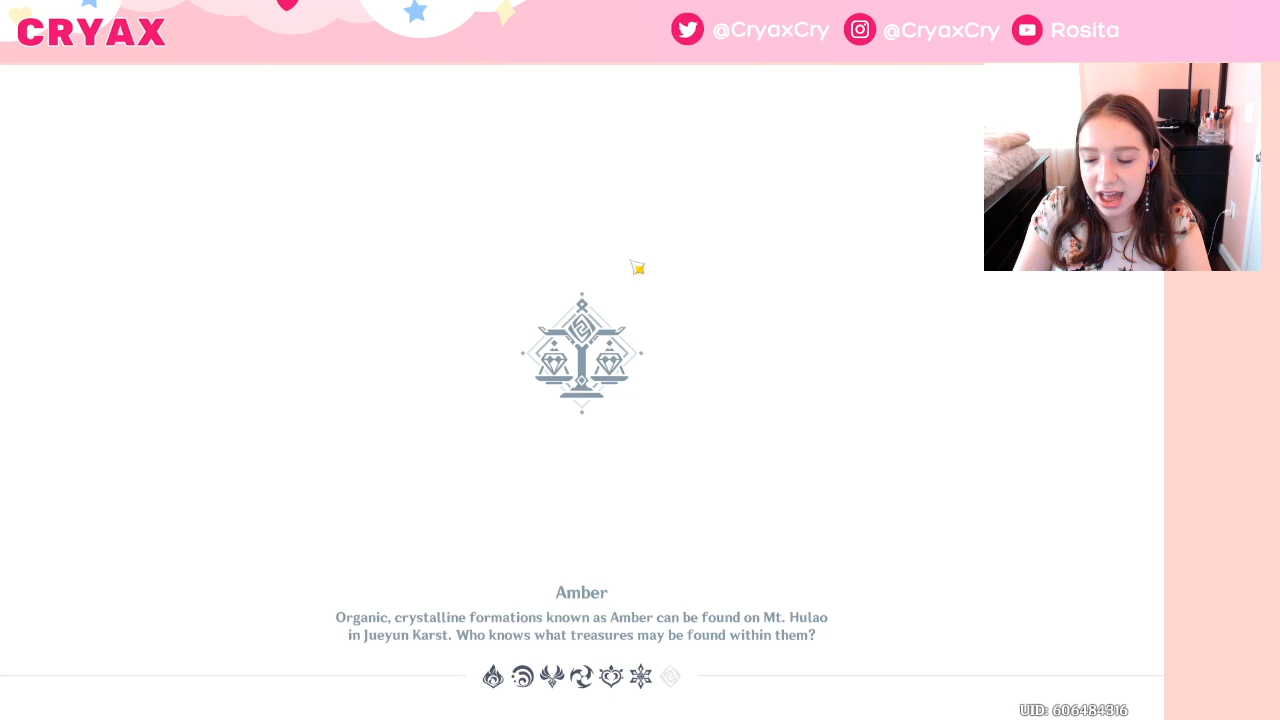 CRYAX
@CryaxCry
@CryaxCry
Rosita
Amber
Organic, crystalline formations known as Amber can be found on Mt. Hulao
in Jueyun Karst. Who knows what treasures may be found within them?
UID: 606484316